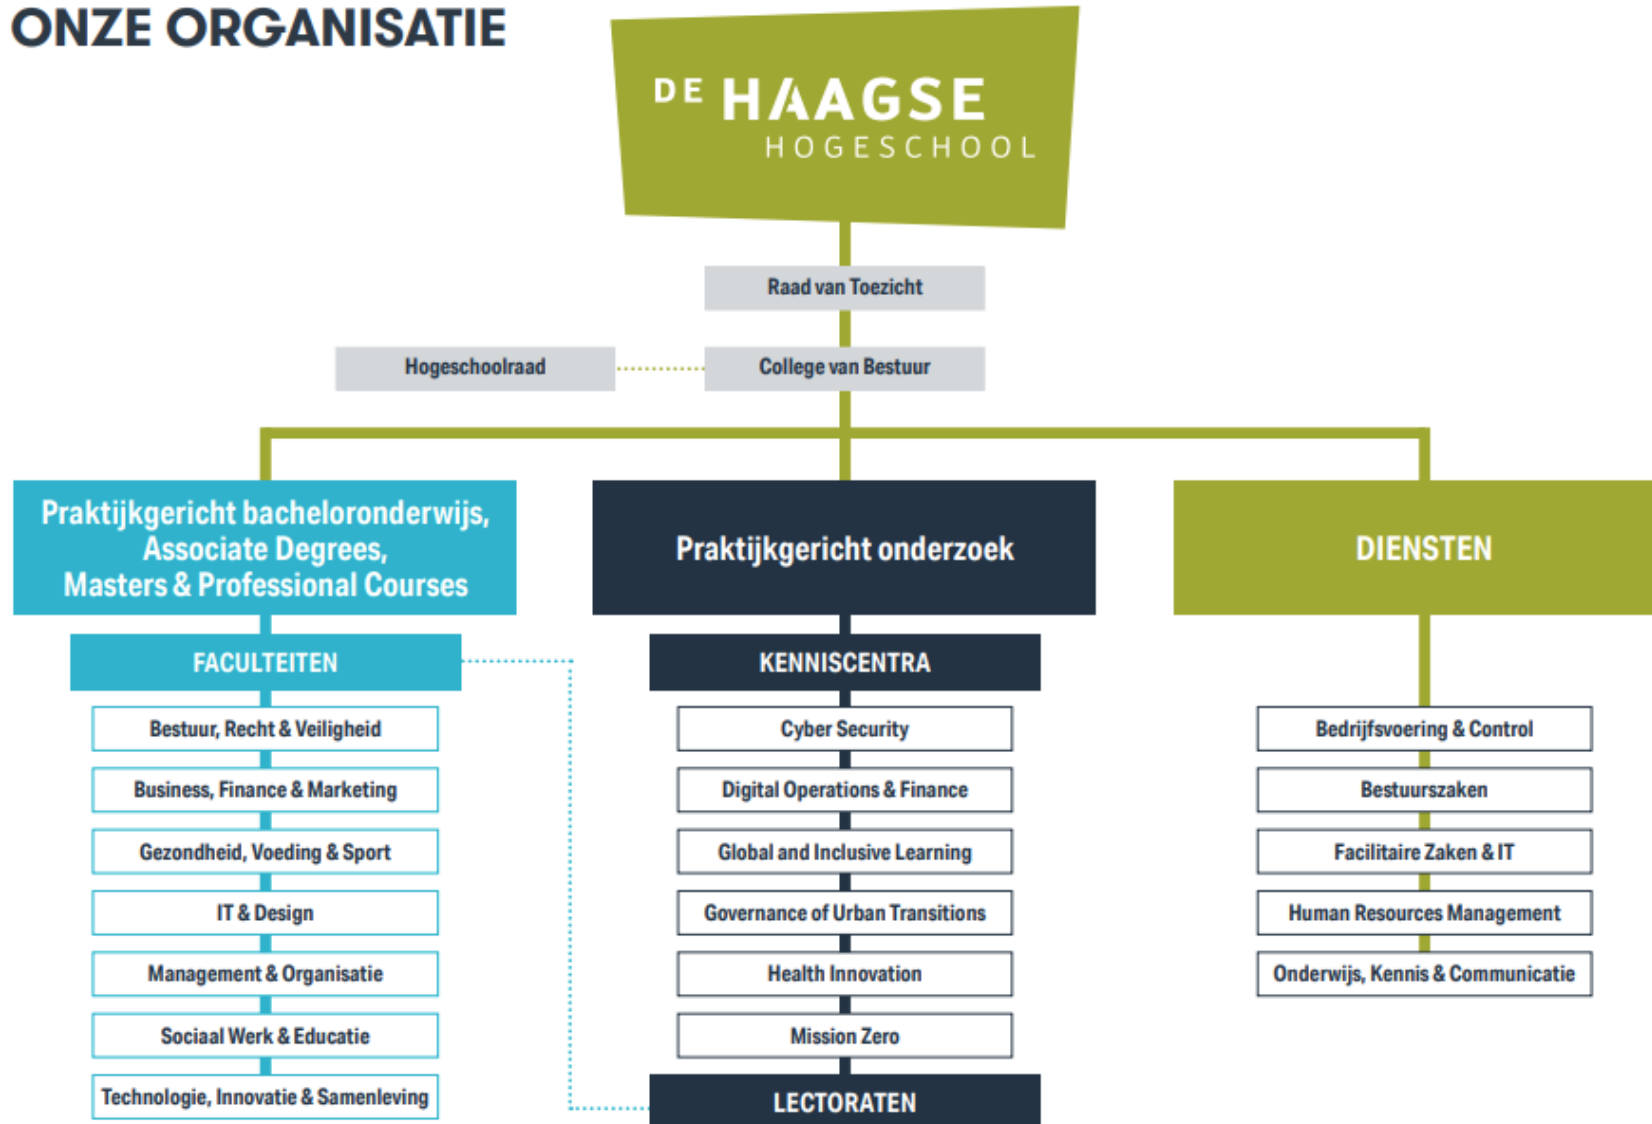 ONZE ORGANISATIE
DE HAAGSE
HOGESCHOOL
Raad van Toezicht
Hogeschoolraad
College van Bestuur
Praktijkgericht bacheloronderwijs,
Associate Degrees,
Masters & Professional Courses
FACULTEITEN
Bestuur, Recht & Veiligheid
Business, Finance & Marketing
Gezondheid, Voeding & Sport
IT & Design
Management & Organisatie
Sociaal Werk & Educatie
Technologie, Innovatie & Samenleving
Praktijkgericht onderzoek
KENNISCENTRA
Cyber Security
Digital Operations & Finance
Global and Inclusive Learning
Governance of Urban Transitions
Health Innovation
Mission Zero
LECTORATEN
DIENSTEN
Bedrijfsvoering & Control
Bestuurszaken
Facilitaire Zaken & IT
Human Resources Management
Onderwijs, Kennis & Communicatie